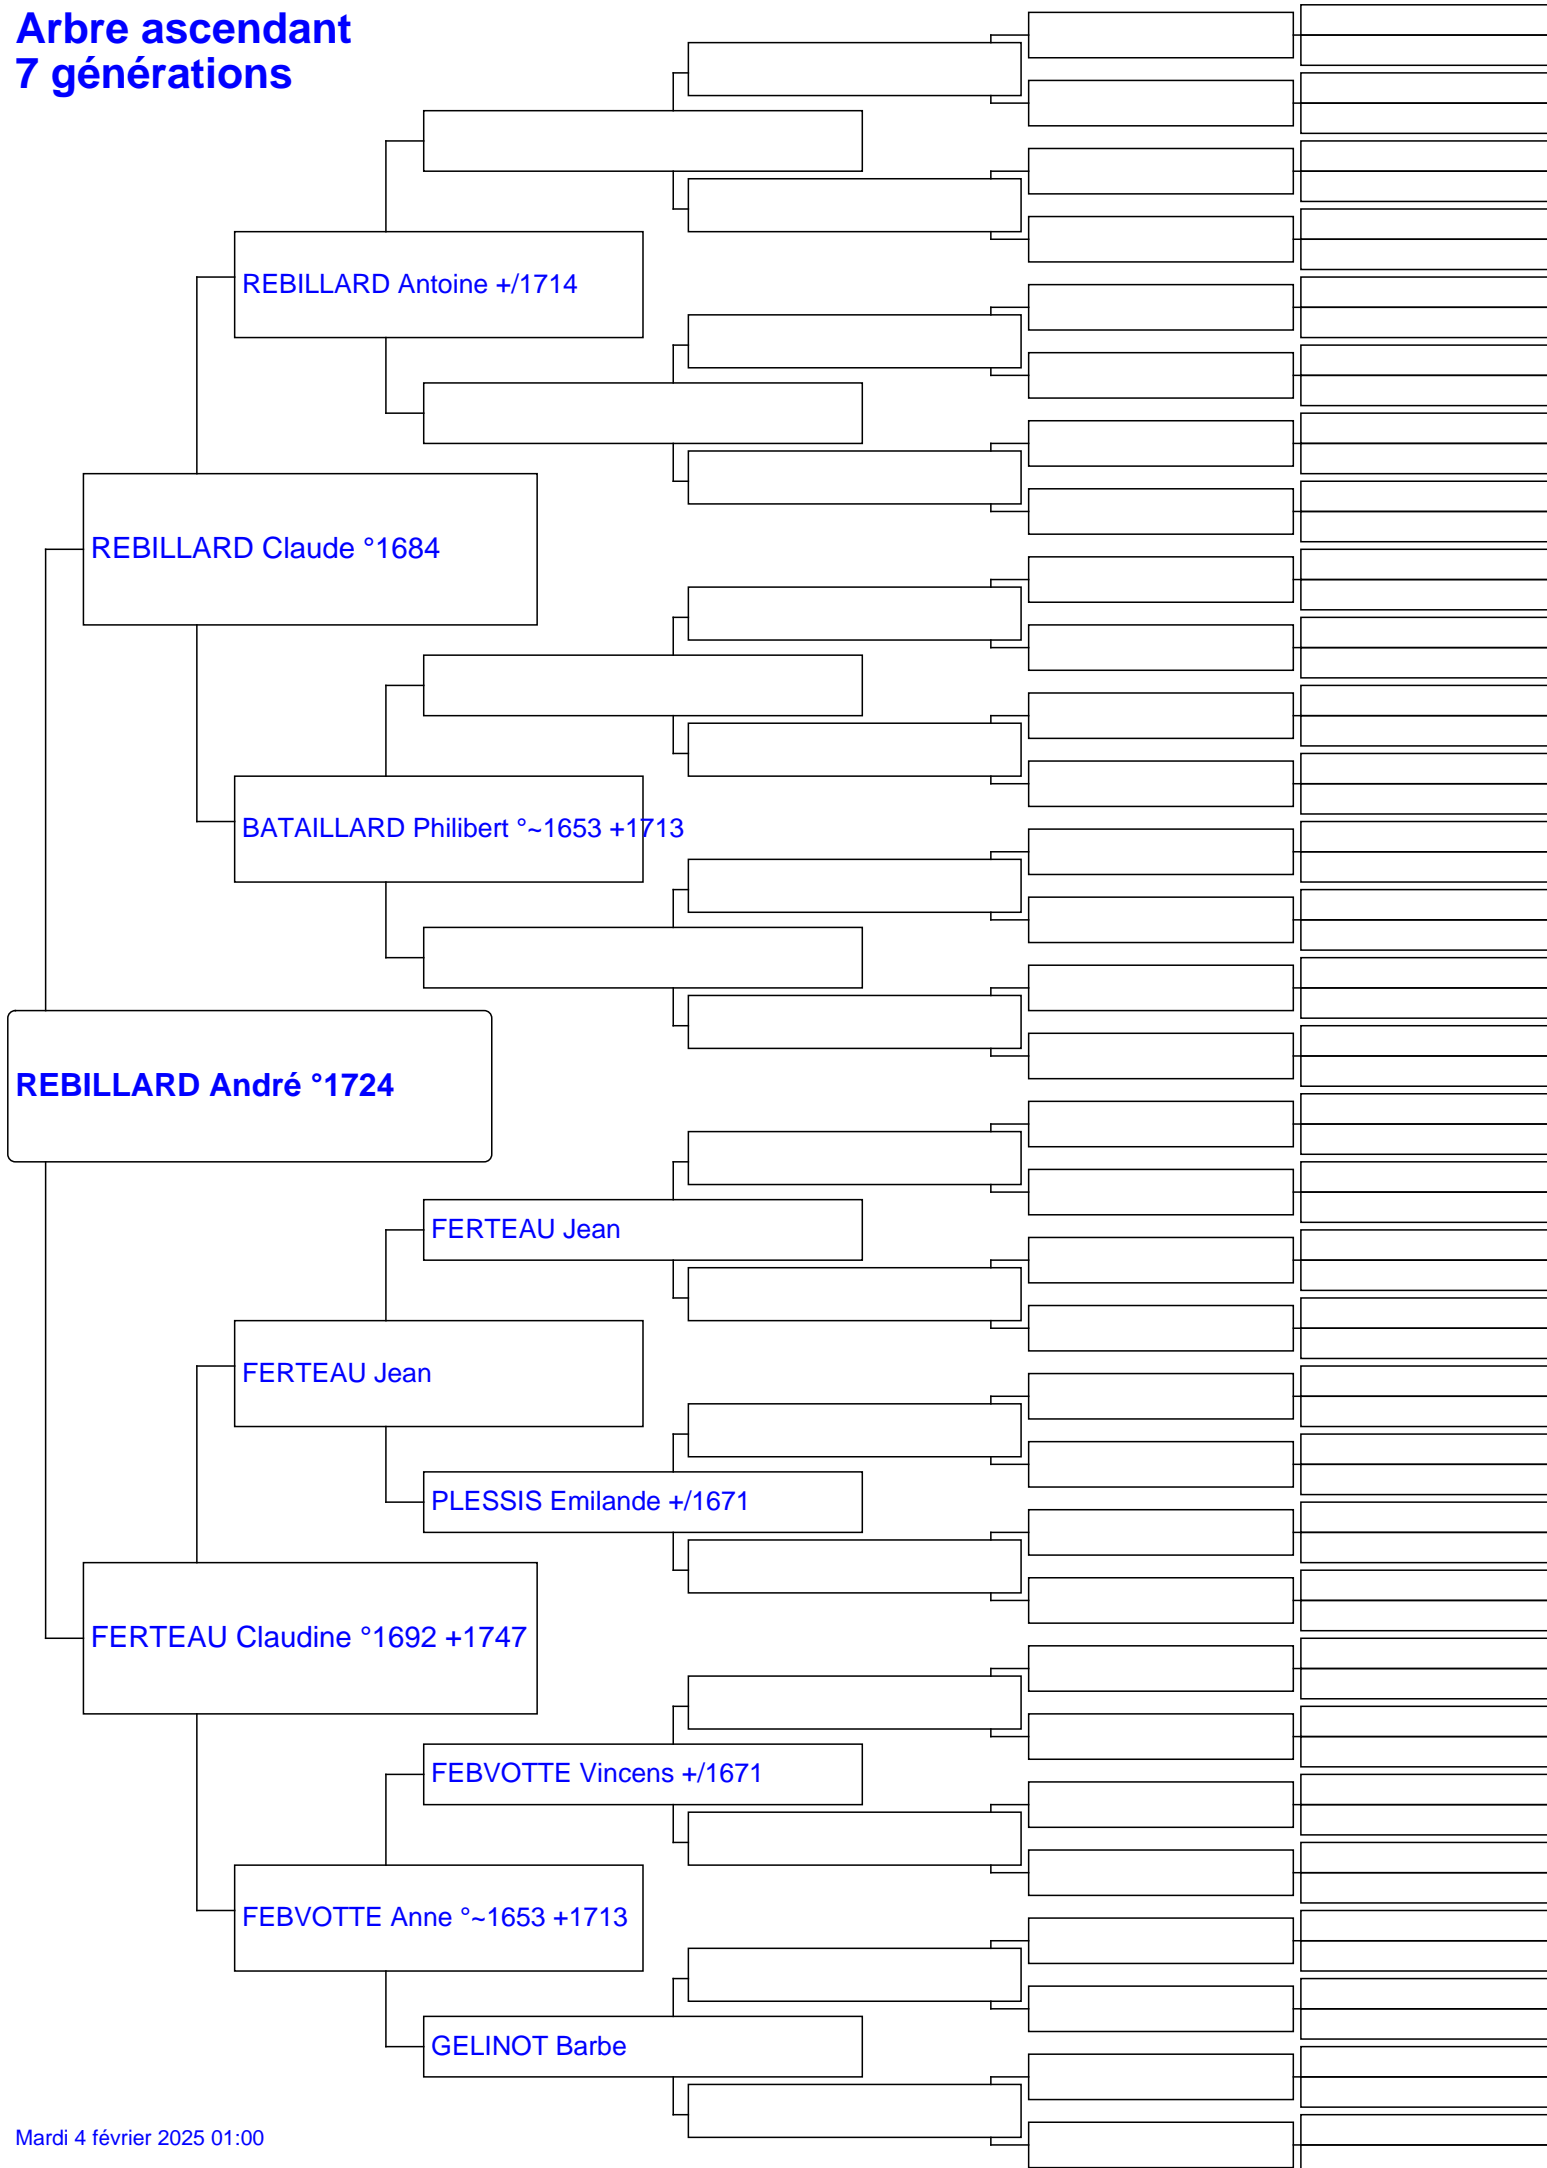 Arbre ascendant
7 générations
REBILLARD Antoine +/1714
REBILLARD Claude °1684
BATAILLARD Philibert °~1653 +1713
REBILLARD André °1724
FERTEAU Jean
FERTEAU Jean
PLESSIS Emilande +/1671
FERTEAU Claudine °1692 +1747
FEBVOTTE Vincens +/1671
FEBVOTTE Anne °~1653 +1713
GELINOT Barbe
Mardi 4 février 2025 01:00